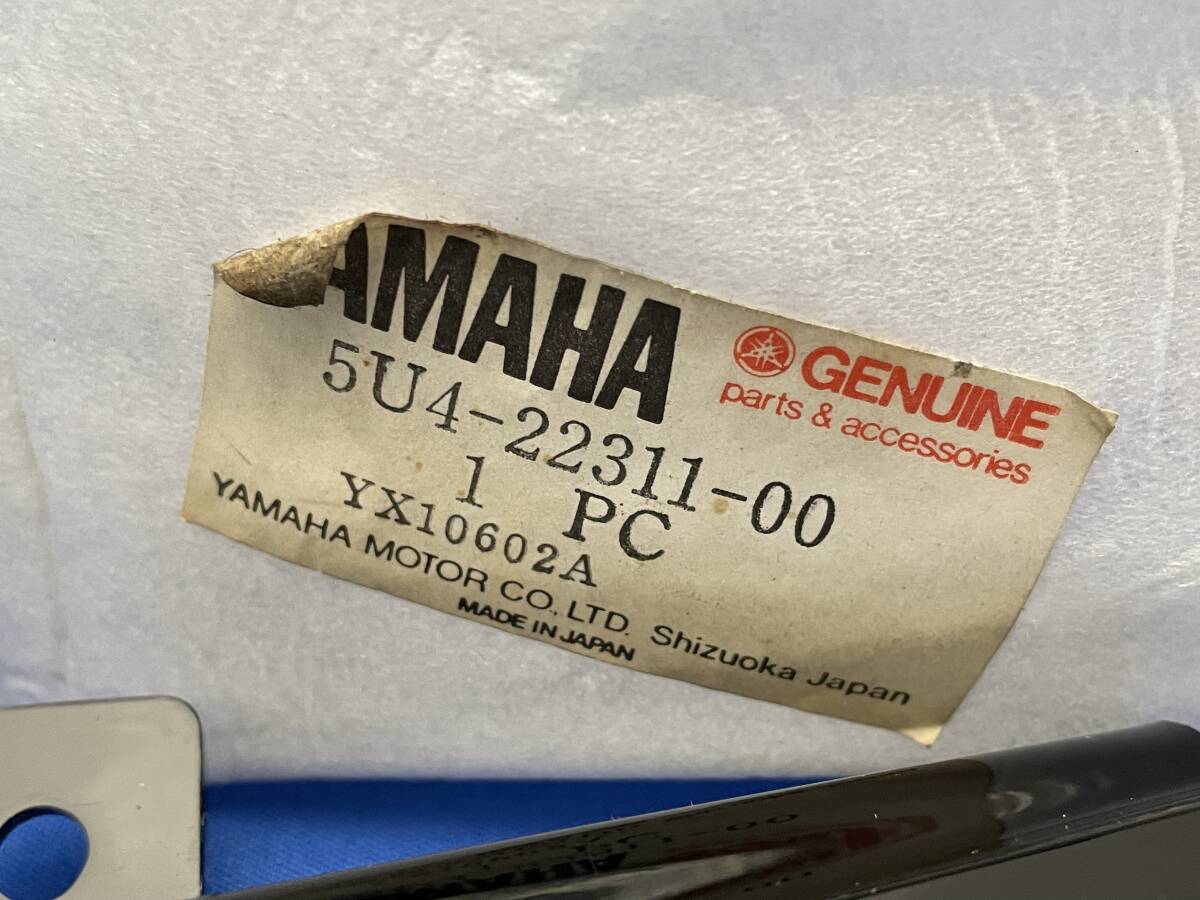 YAMAHA
GENUINE
parts & accessories
5U4-22311-00
1 PC
YX10602A
YAMAHA MOTOR CO., LTD. Shizuoka Japan
MADE IN JAPAN